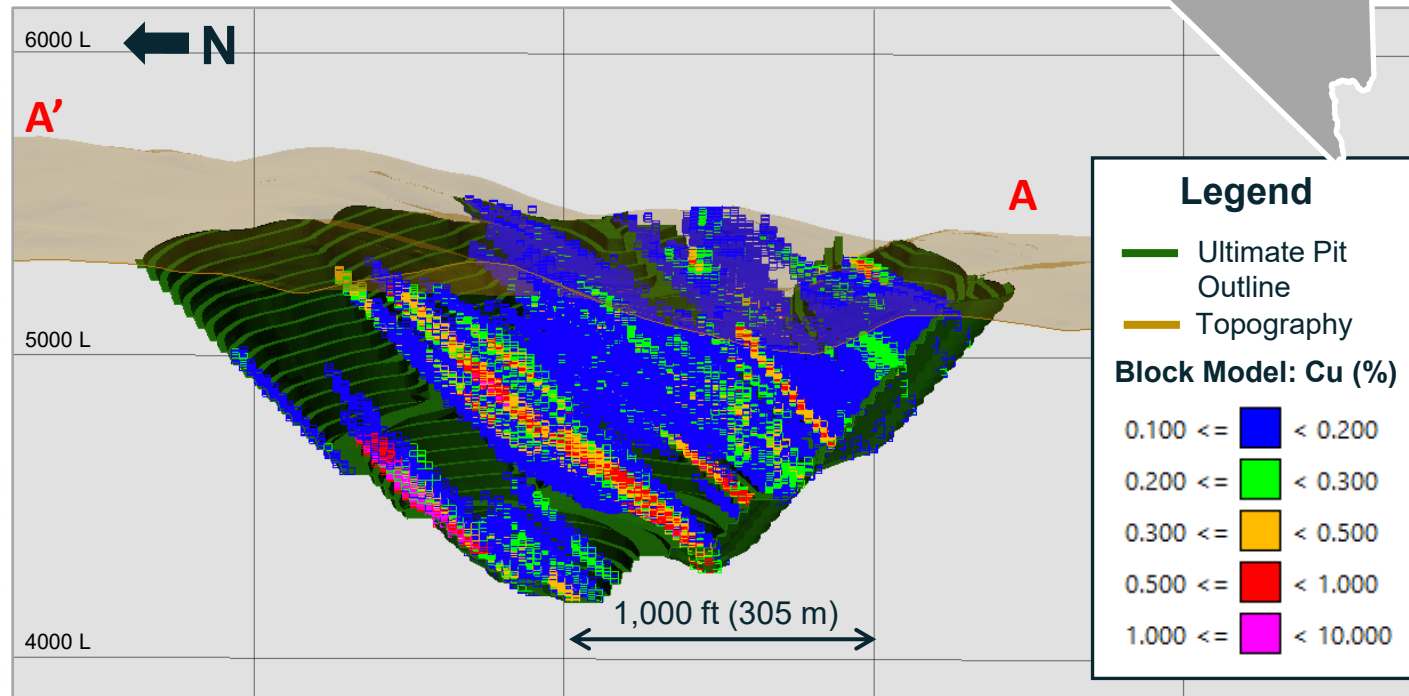 6000 L
N
A’
A
5000 L
4000 L
1,000 ft (305 m)
Legend
Ultimate Pit
Outline
Topography
Block Model: Cu (%)
0.100 <= < 0.200
0.200 <= < 0.300
0.300 <= < 0.500
0.500 <= < 1.000
1.000 <= < 10.000